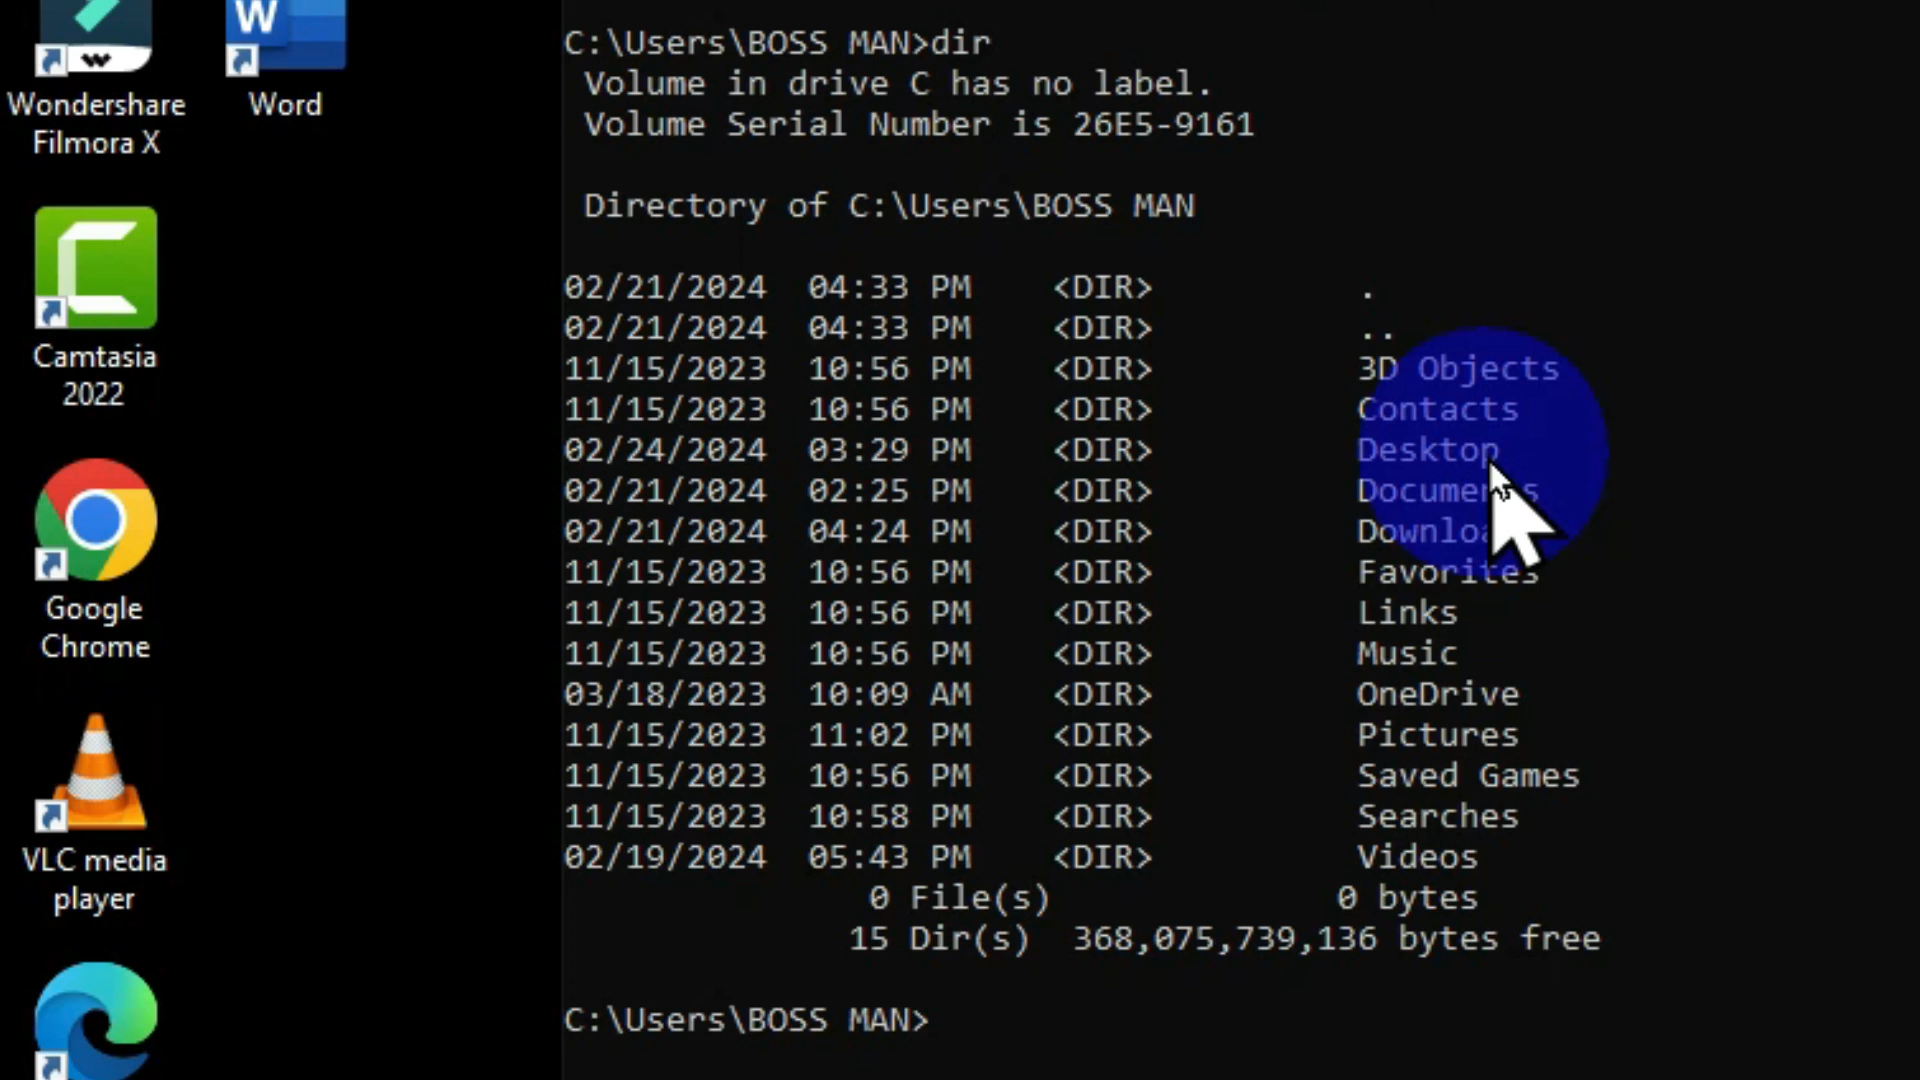 Wondershare
Filmora X
W
Word
Camtasia
2022
Google
Chrome
VLC media
player
C:\Users\BOSS MAN>dir
Volume in drive C has no label.
Volume Serial Number is 26E5-9161
Directory of C:\Users\BOSS MAN
02/21/2024 04:33 PM <DIR> .
02/21/2024 04:33 PM <DIR> ..
11/15/2023 10:56 PM <DIR> 3D Objects
11/15/2023 10:56 PM <DIR> Contacts
02/24/2024 03:29 PM <DIR> Desktop
02/21/2024 02:25 PM <DIR> Documents
02/21/2024 04:24 PM <DIR>
11/15/2023 10:56 PM <DIR> Favorites
11/15/2023 10:56 PM <DIR> Links
11/15/2023 10:56 PM <DIR> Music
03/18/2023 10:09 AM <DIR> OneDrive
11/15/2023 11:02 PM <DIR> Pictures
11/15/2023 10:56 PM <DIR> Saved Games
11/15/2023 10:58 PM <DIR> Searches
02/19/2024 05:43 PM <DIR> Videos
0 File(s) 0 bytes
15 Dir(s) 368,075,739,136 bytes free
C:\Users\BOSS MAN>